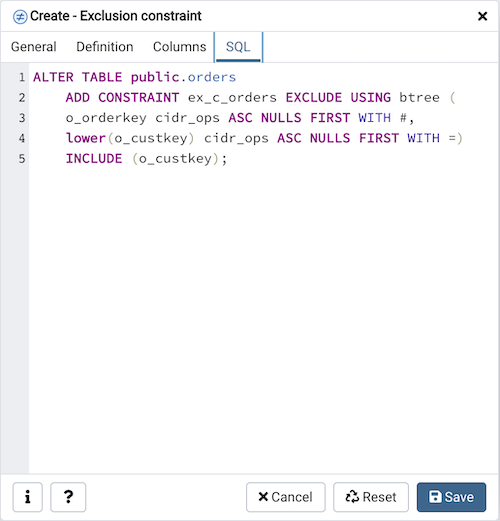 Create - Exclusion constraint
General Definition Columns SQL
1 ALTER TABLE public.orders
2 ADD CONSTRAINT ex_c_orders EXCLUDE USING btree (
3 o_orderkey cidr_ops ASC NULLS FIRST WITH #,
4 lower(o_custkey) cidr_ops ASC NULLS FIRST WITH =)
5 INCLUDE (o_custkey);
i ? Cancel Reset Save